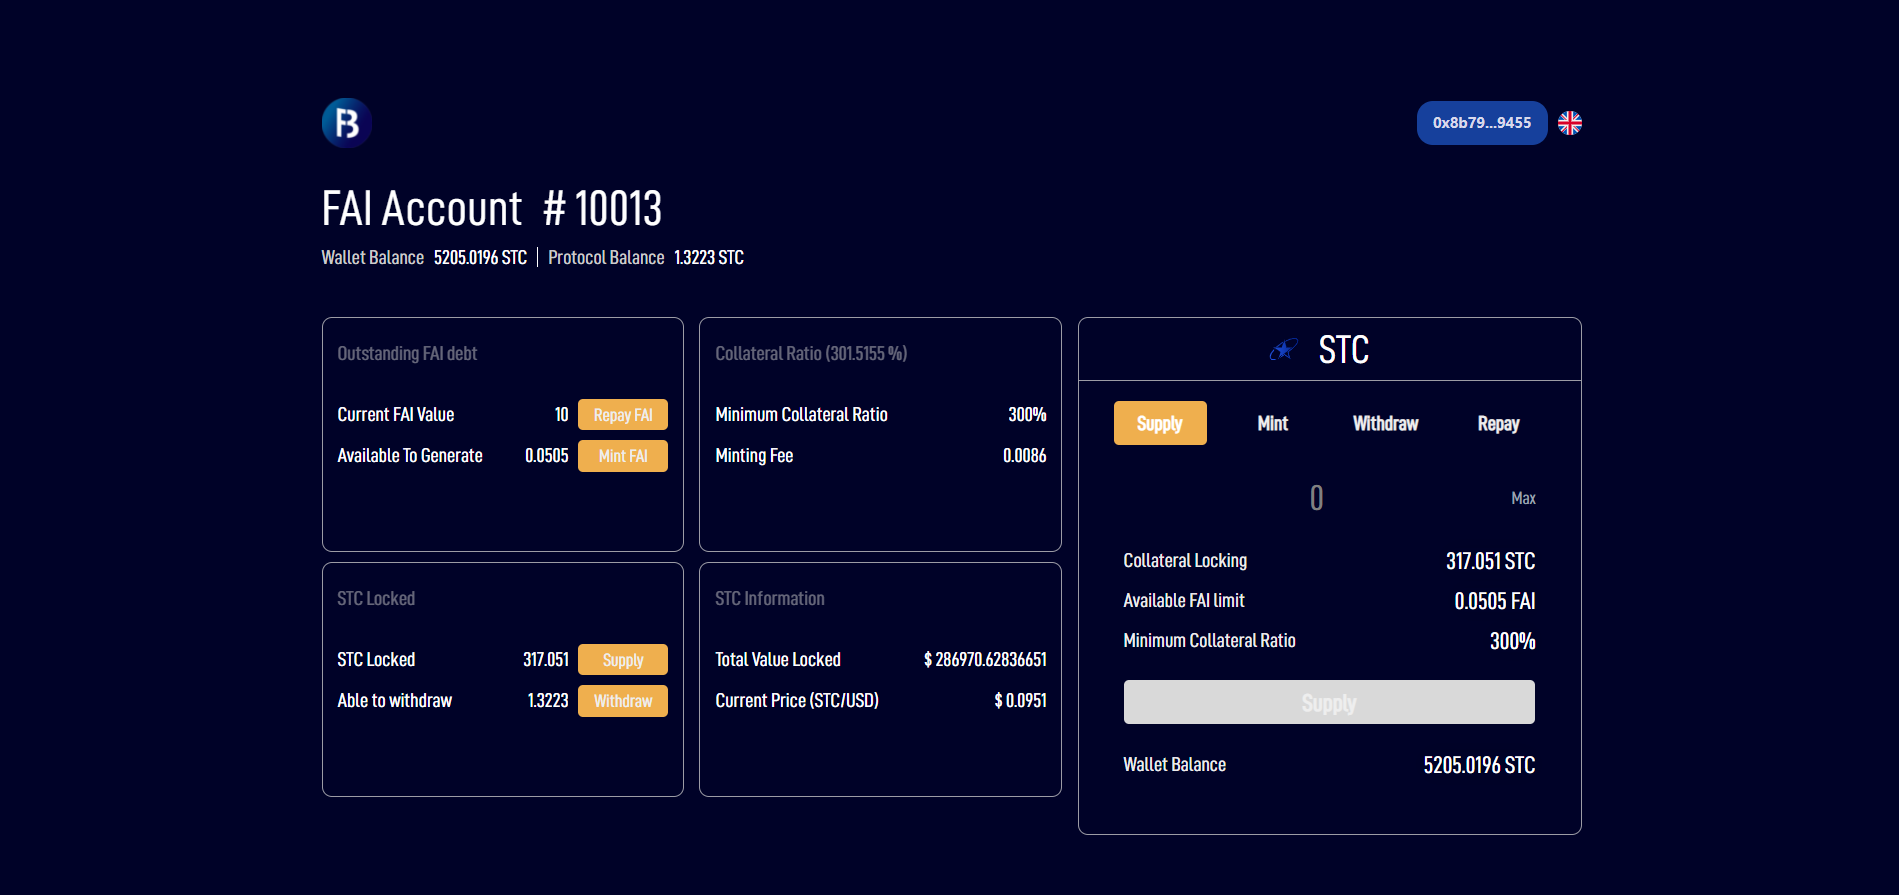 FB
0x8b79...9455
FAI Account # 10013
Wallet Balance 5205.0196 STC | Protocol Balance 1.3223 STC
Outstanding FAI debt
Current FAI Value 10 Repay FAI
Available To Generate 0.0505 Mint FAI
Collateral Ratio (301.5155 %)
Minimum Collateral Ratio 300%
Minting Fee 0.0086
STC Locked
STC Locked 317.051 Supply
Able to withdraw 1.3223 Withdraw
STC Information
Total Value Locked $ 286970.62836651
Current Price (STC/USD) $ 0.0951
STC
Supply Mint Withdraw Repay
0 Max
Collateral Locking 317.051 STC
Available FAI limit 0.0505 FAI
Minimum Collateral Ratio 300%
Supply
Wallet Balance 5205.0196 STC